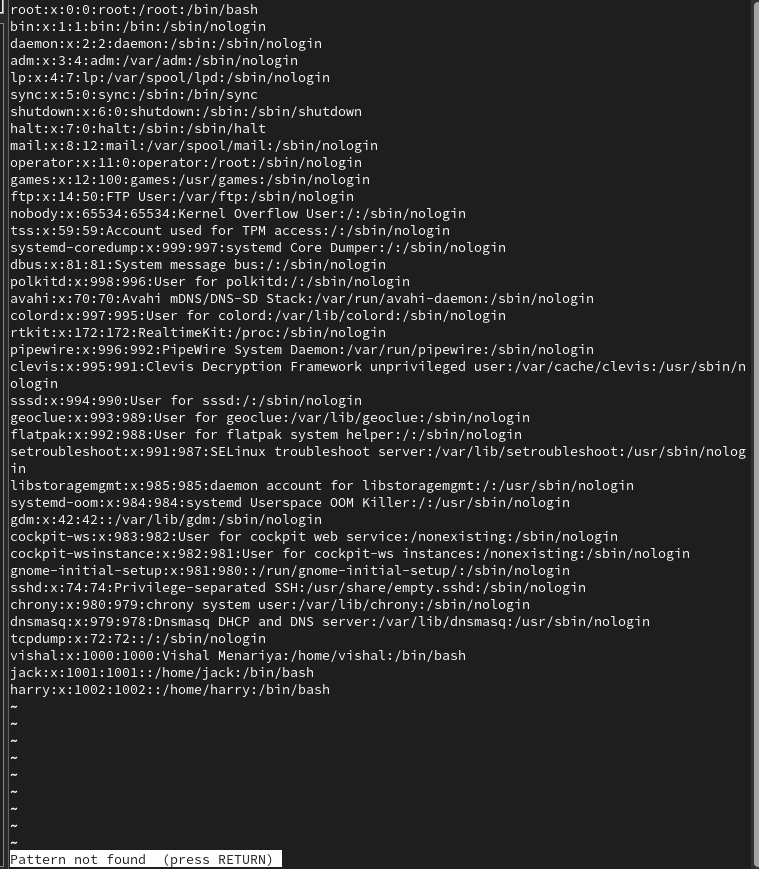 root:x:0:0:root:/root:/bin/bash
bin:x:1:1:bin:/bin:/sbin/nologin
daemon:x:2:2:daemon:/sbin:/sbin/nologin
adm:x:3:4:adm:/var/adm:/sbin/nologin
lp:x:4:7:lp:/var/spool/lpd:/sbin/nologin
sync:x:5:0:sync:/sbin:/bin/sync
shutdown:x:6:0:shutdown:/sbin:/sbin/shutdown
halt:x:7:0:halt:/sbin:/sbin/halt
mail:x:8:12:mail:/var/spool/mail:/sbin/nologin
operator:x:11:0:operator:/root:/sbin/nologin
games:x:12:100:games:/usr/games:/sbin/nologin
ftp:x:14:50:FTP User:/var/ftp:/sbin/nologin
nobody:x:65534:65534:Kernel Overflow User:/:/sbin/nologin
tss:x:59:59:Account used for TPM access:/:/sbin/nologin
systemd-coredump:x:999:997:systemd Core Dumper:/:/sbin/nologin
dbus:x:81:81:System message bus:/:/sbin/nologin
polkitd:x:998:996:User for polkitd:/:/sbin/nologin
avahi:x:70:70:Avahi mDNS/DNS-SD Stack:/var/run/avahi-daemon:/sbin/nologin
colord:x:997:995:User for colord:/var/lib/colord:/sbin/nologin
rtkit:x:172:172:RealtimeKit:/proc:/sbin/nologin
pipewire:x:996:992:PipeWire System Daemon:/var/run/pipewire:/sbin/nologin
clevis:x:995:991:Clevis Decryption Framework unprivileged user:/var/cache/clevis:/usr/sbin/n
ologin
sssd:x:994:990:User for sssd:/:/sbin/nologin
geoclue:x:993:989:User for geoclue:/var/lib/geoclue:/sbin/nologin
flatpak:x:992:988:User for flatpak system helper:/:/sbin/nologin
setroubleshoot:x:991:987:SELinux troubleshoot server:/var/lib/setroubleshoot:/usr/sbin/nolog
in
libstoragemgmt:x:985:985:daemon account for libstoragemgmt:/:/usr/sbin/nologin
systemd-oom:x:984:984:systemd Userspace OOM Killer:/:/usr/sbin/nologin
gdm:x:42:42::/var/lib/gdm:/sbin/nologin
cockpit-ws:x:983:982:User for cockpit web service:/nonexisting:/sbin/nologin
cockpit-wsinstance:x:982:981:User for cockpit-ws instances:/nonexisting:/sbin/nologin
gnome-initial-setup:x:981:980::/run/gnome-initial-setup/:/sbin/nologin
sshd:x:74:74:Privilege-separated SSH:/usr/share/empty.sshd:/sbin/nologin
chrony:x:980:979:chrony system user:/var/lib/chrony:/sbin/nologin
dnsmasq:x:979:978:Dnsmasq DHCP and DNS server:/var/lib/dnsmasq:/usr/sbin/nologin
tcpdump:x:72:72::/:/sbin/nologin
vishal:x:1000:1000:Vishal Menariya:/home/vishal:/bin/bash
jack:x:1001:1001::/home/jack:/bin/bash
harry:x:1002:1002::/home/harry:/bin/bash
~
~
~
~
~
~
~
~
~
Pattern not found  (press RETURN)